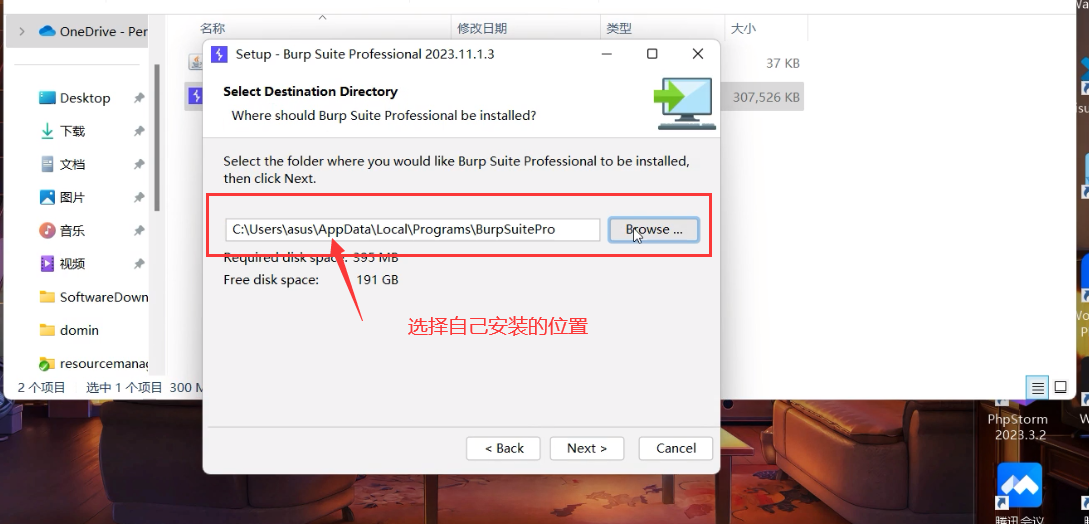 OneDrive - Per
名称
修改日期
类型
大小
Setup - Burp Suite Professional 2023.11.1.3
37 KB
307,526 KB
Select Destination Directory
Where should Burp Suite Professional be installed?
Desktop
下载
文档
图片
音乐
视频
SoftwareDown
domin
resourcemanag
Select the folder where you would like Burp Suite Professional to be installed,
then click Next.
C:\Users\asus\AppData\Local\Programs\BurpSuitePro
Browse ...
Required disk space: 395 MB
Free disk space: 191 GB
选择自己安装的位置
2 个项目
选中 1 个项目
300 M
< Back
Next >
Cancel
PhpStorm
2023.3.2
腾讯会议